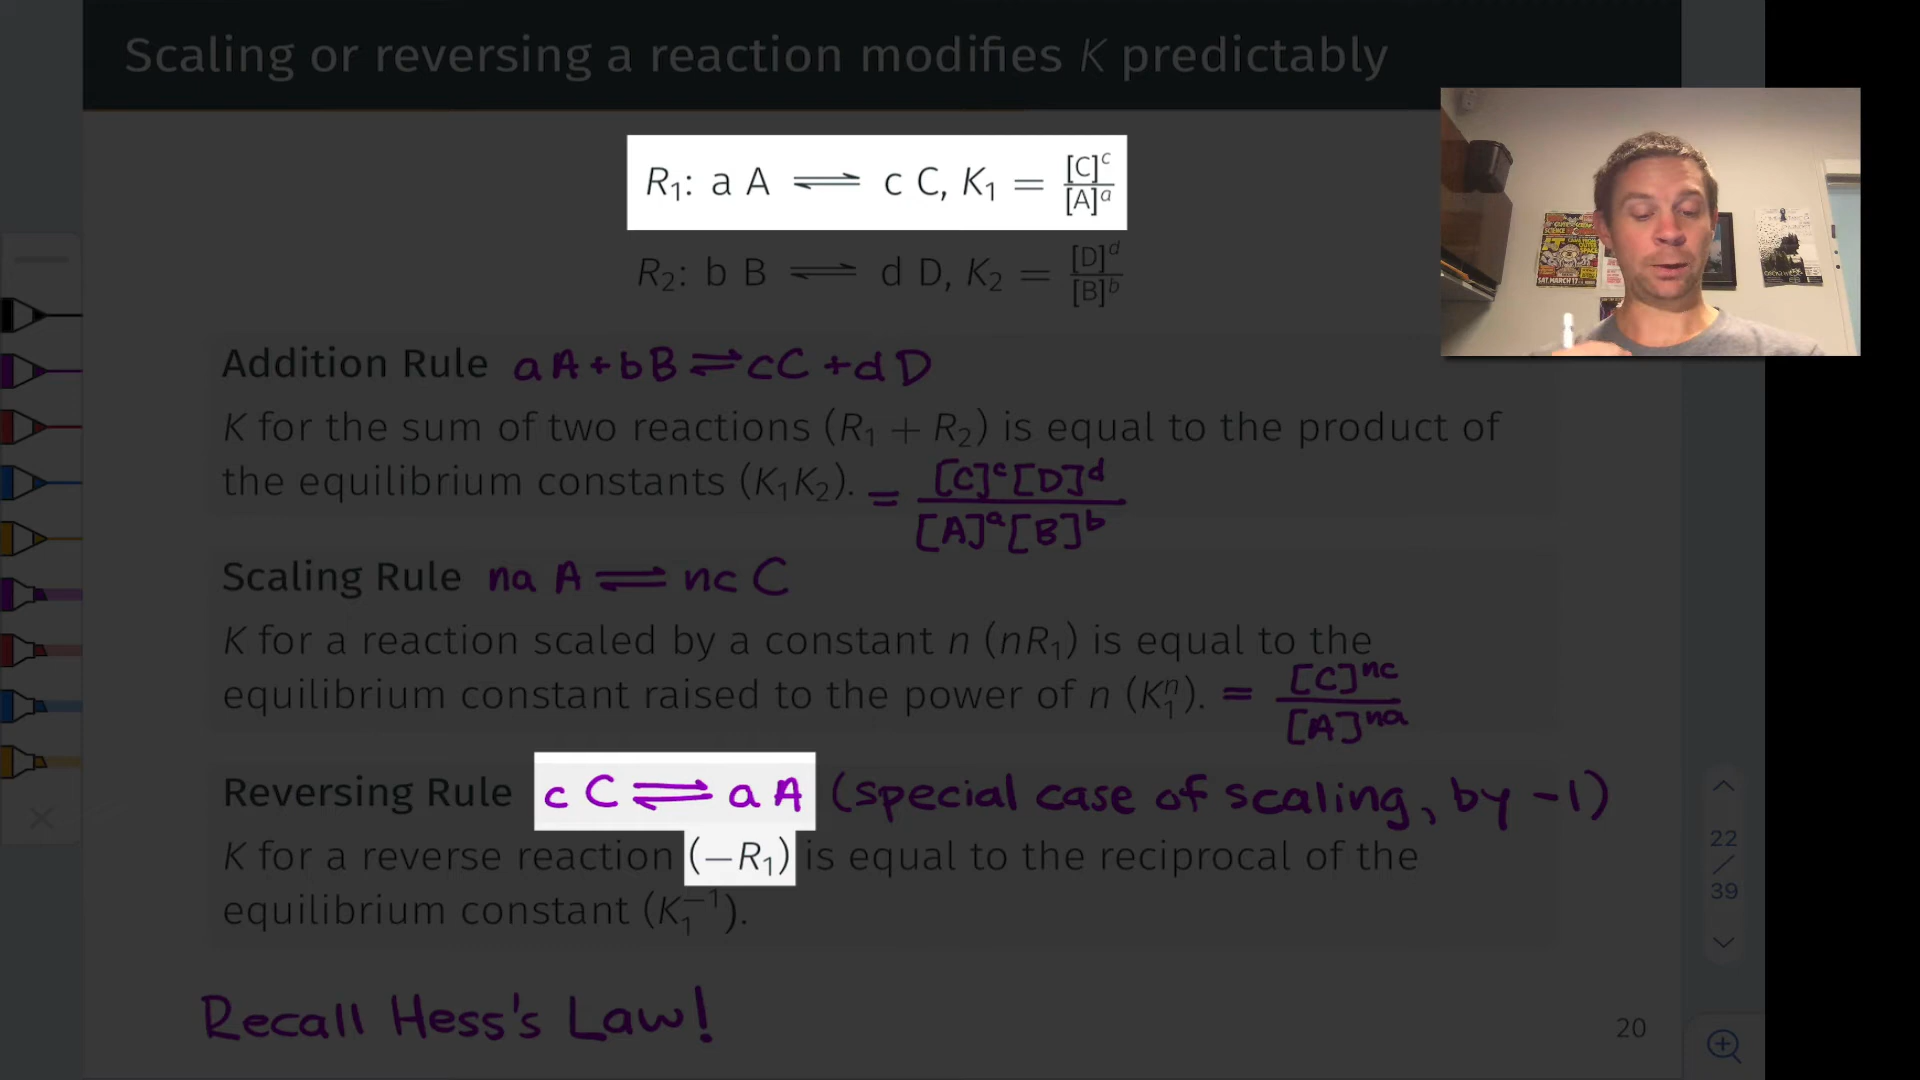 Scaling or reversing a reaction modifies K predictably
R₁: a A ⇌ c C, K₁ = [C]ᶜ/[A]ᵃ
R₂: b B ⇌ d D, K₂ = [D]ᵈ/[B]ᵇ
Addition Rule aA+bB⇌cC+dD
K for the sum of two reactions (R₁ + R₂) is equal to the product of
the equilibrium constants (K₁K₂). = [C]ᶜ[D]ᵈ/[A]ᵃ[B]ᵇ
Scaling Rule na A ⇌ nc C
K for a reaction scaled by a constant n (nR₁) is equal to the
equilibrium constant raised to the power of n (K₁ⁿ). = [C]ⁿᶜ/[A]ⁿᵃ
Reversing Rule c C ⇌ a A (special case of scaling, by -1)
K for a reverse reaction (−R₁) is equal to the reciprocal of the
equilibrium constant (K₁⁻¹).
Recall Hess's Law!
22
/
39
20
SAT. MARCH 17